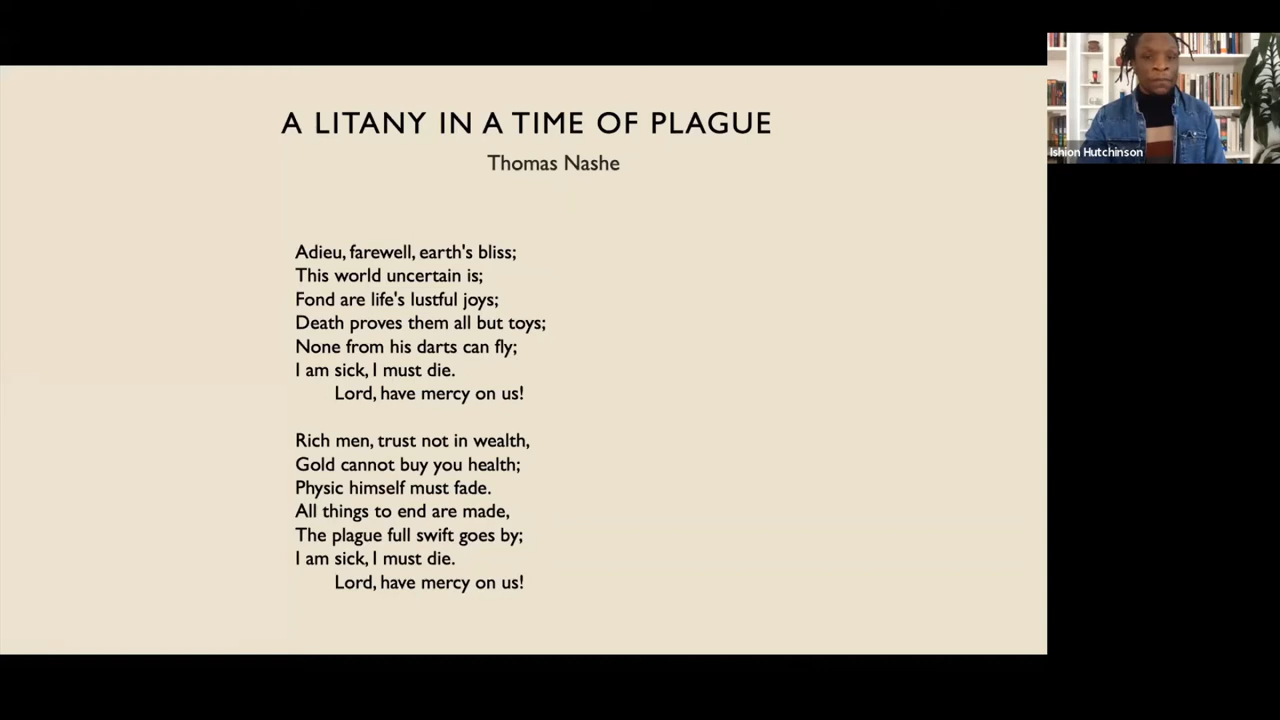 A LITANY IN A TIME OF PLAGUE
Thomas Nashe
Adieu, farewell, earth's bliss;
This world uncertain is;
Fond are life's lustful joys;
Death proves them all but toys;
None from his darts can fly;
I am sick, I must die.
Lord, have mercy on us!
Rich men, trust not in wealth,
Gold cannot buy you health;
Physic himself must fade.
All things to end are made,
The plague full swift goes by;
I am sick, I must die.
Lord, have mercy on us!
Ishion Hutchinson